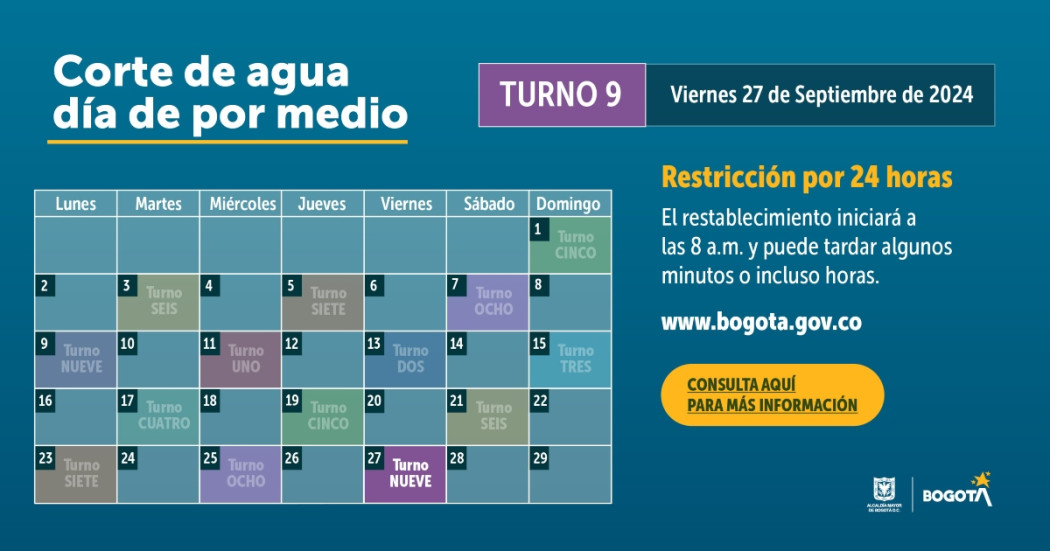 Corte de agua
día de por medio
TURNO 9
Viernes 27 de Septiembre de 2024
Lunes Martes Miércoles Jueves Viernes Sábado Domingo
1 Turno
CINCO
2 3 Turno
SEIS 4 5 Turno
SIETE 6 7 Turno
OCHO 8
9 Turno
NUEVE 10 11 Turno
UNO 12 13 Turno
DOS 14 15 Turno
TRES
16 17 Turno
CUATRO 18 19 Turno
CINCO 20 21 Turno
SEIS 22
23 Turno
SIETE 24 25 Turno
OCHO 26 27 Turno
NUEVE 28 29
Restricción por 24 horas
El restablecimiento iniciará a
las 8 a.m. y puede tardar algunos
minutos o incluso horas.
www.bogota.gov.co
CONSULTA AQUÍ
PARA MÁS INFORMACIÓN
ALCALDÍA MAYOR
DE BOGOTÁ D.C.
BOGOTÁ